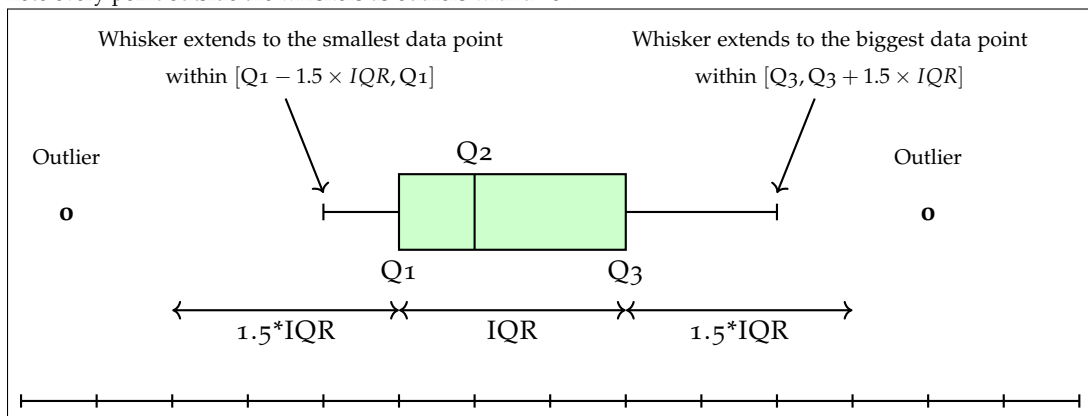 Whisker extends to the smallest data point
within [Q1 − 1.5 × IQR, Q1]
Whisker extends to the biggest data point
within [Q3, Q3 + 1.5 × IQR]
Outlier
Q2
Outlier
o
o
Q1
Q3
1.5*IQR
IQR
1.5*IQR